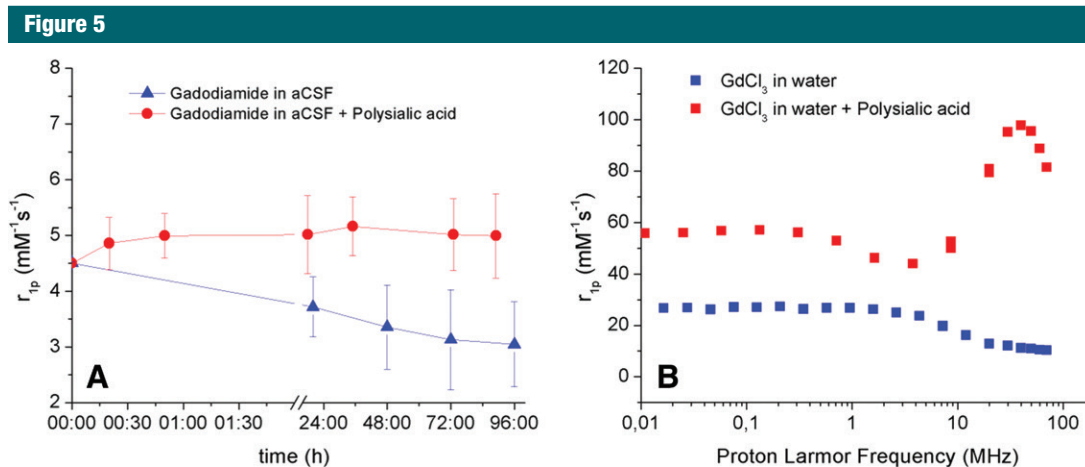 Figure 5
8
7
6
5
4
3
2
r1p (mM-1s-1)
Gadodiamide in aCSF
Gadodiamide in aCSF + Polysialic acid
A
00:00 00:30 01:00 01:30 24:00 48:00 72:00 96:00
time (h)
120
100
80
60
40
20
0
r1p (mM-1s-1)
GdCl3 in water
GdCl3 in water + Polysialic acid
B
0,01 0,1 1 10 100
Proton Larmor Frequency (MHz)